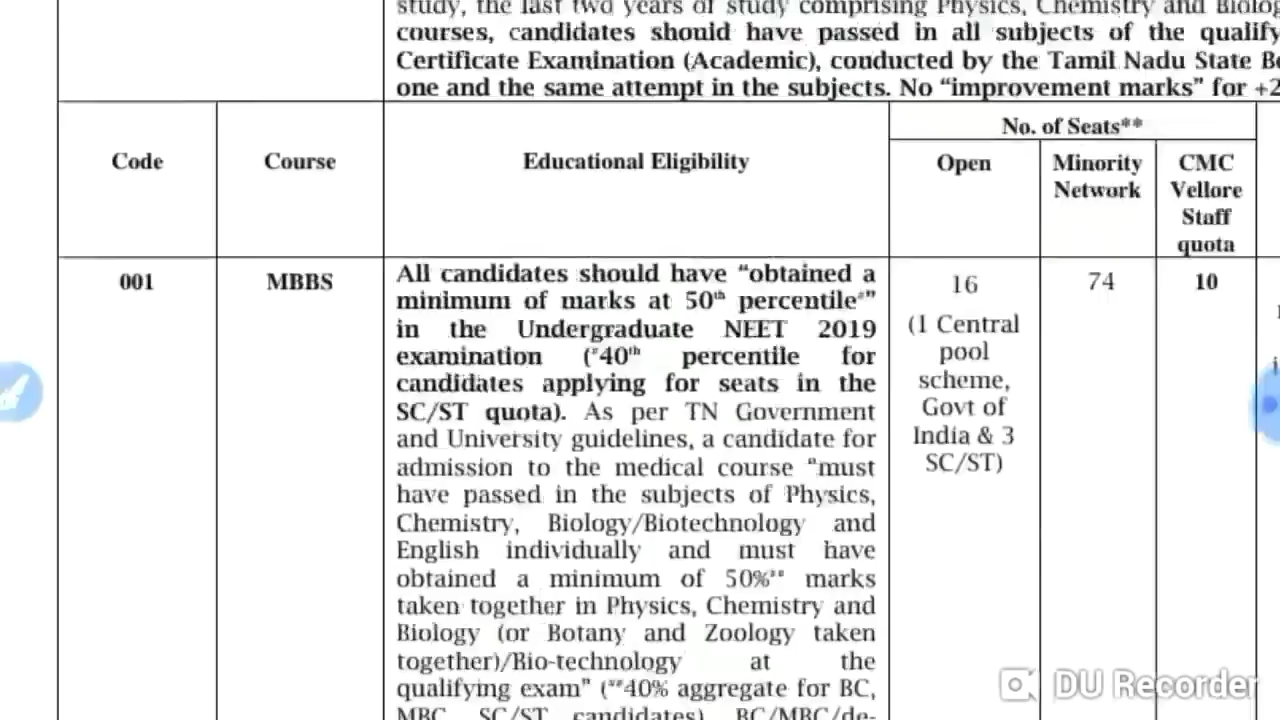 study, the last two years of study comprising Physics, Chemistry and Biolog
courses, candidates should have passed in all subjects of the qualify
Certificate Examination (Academic), conducted by the Tamil Nadu State Bo
one and the same attempt in the subjects. No “improvement marks” for +2
No. of Seats**
Code
Course
Educational Eligibility
Open
Minority
Network
CMC
Vellore
Staff
quota
001
MBBS
All candidates should have “obtained a
minimum of marks at 50th percentile#”
in the Undergraduate NEET 2019
examination (#40th percentile for
candidates applying for seats in the
SC/ST quota). As per TN Government
and University guidelines, a candidate for
admission to the medical course “must
have passed in the subjects of Physics,
Chemistry, Biology/Biotechnology and
English individually and must have
obtained a minimum of 50%## marks
taken together in Physics, Chemistry and
Biology (or Botany and Zoology taken
together)/Bio-technology at the
qualifying exam” (##40% aggregate for BC,
MBC, SC/ST candidates). BC/MBC/de-
16
(1 Central
pool
scheme,
Govt of
India & 3
SC/ST)
74
10
DU Recorder